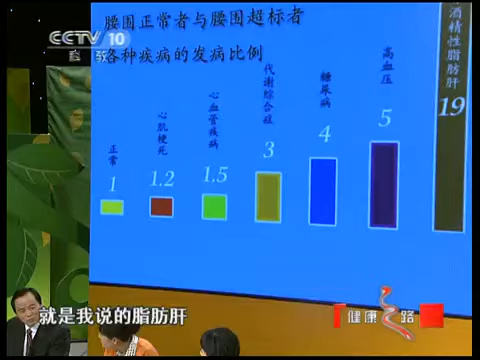 CCTV 10
腰围正常者与腰围超标者
各种疾病的发病比例
正常
1
心肌梗死
1.2
心血管疾病
1.5
代谢综合症
3
糖尿病
4
高血压
5
酒精性脂肪肝
19
就是我说的脂肪肝
健康之路